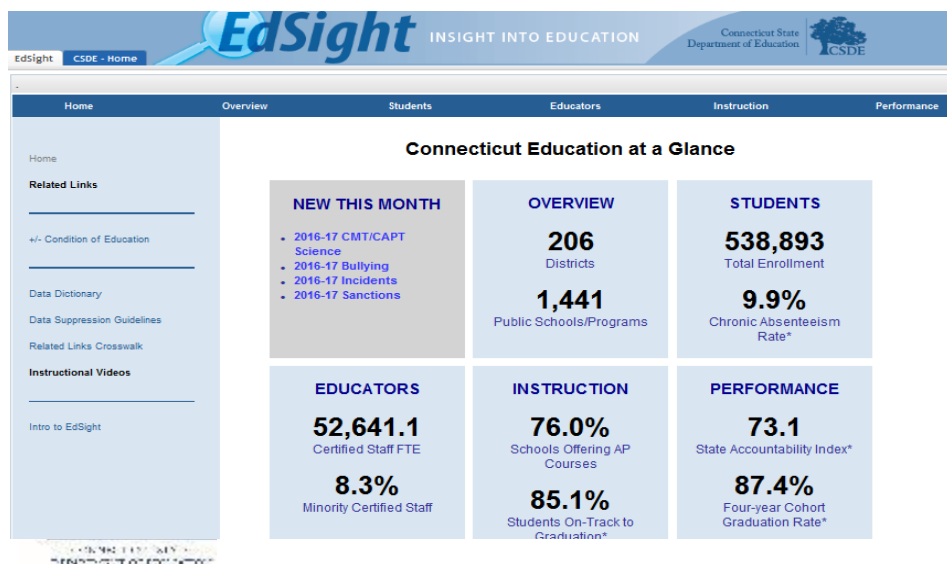 EdSight INSIGHT INTO EDUCATION
Connecticut State
Department of Education
CSDE
EdSight CSDE - Home
.
Home Overview Students Educators Instruction Performance
Home
Related Links
+/- Condition of Education
Data Dictionary
Data Suppression Guidelines
Related Links Crosswalk
Instructional Videos
Intro to EdSight
Connecticut Education at a Glance
NEW THIS MONTH
• 2016-17 CMT/CAPT
Science
• 2016-17 Bullying
• 2016-17 Incidents
• 2016-17 Sanctions
OVERVIEW
206
Districts
1,441
Public Schools/Programs
STUDENTS
538,893
Total Enrollment
9.9%
Chronic Absenteeism
Rate*
EDUCATORS
52,641.1
Certified Staff FTE
8.3%
Minority Certified Staff
INSTRUCTION
76.0%
Schools Offering AP
Courses
85.1%
Students On-Track to
Graduation*
PERFORMANCE
73.1
State Accountability Index*
87.4%
Four-year Cohort
Graduation Rate*